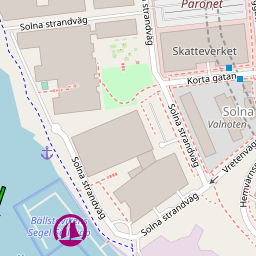 Paronet
Solna strandväg
Solna strandväg
Skatteverket
Korta gatan
Solna
Valnoten
Solna strandväg
Vretenvä
Hemvärns
Solna strandväg
Solna strandväg
Bällst
Segel